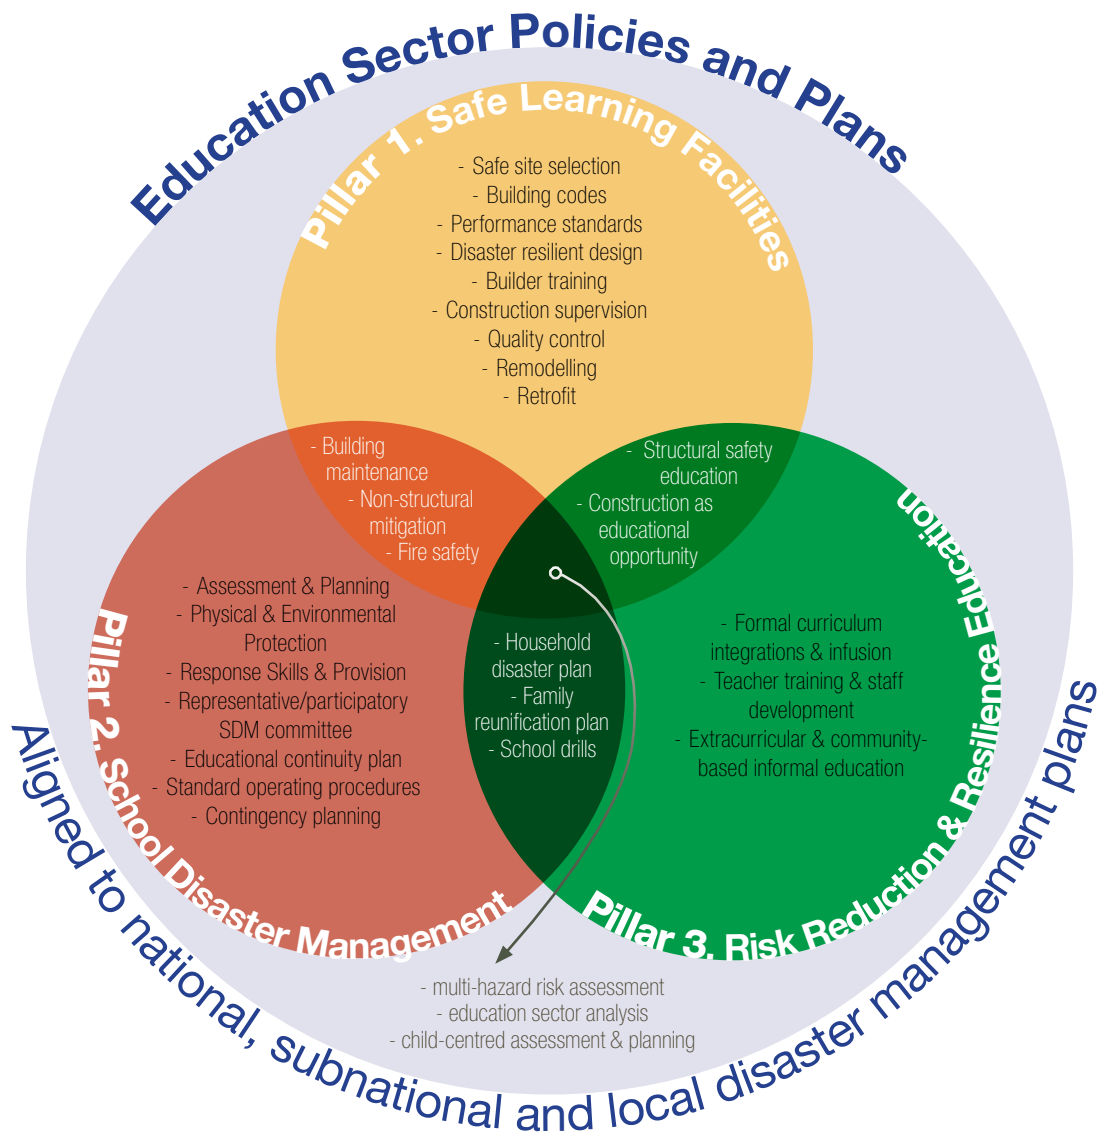 Education Sector Policies and Plans
Pillar 1. Safe Learning Facilities
- Safe site selection
- Building codes
- Performance standards
- Disaster resilient design
- Builder training
- Construction supervision
- Quality control
- Remodelling
- Retrofit
- Building
maintenance
- Non-structural
mitigation
- Fire safety
- Structural safety
education
- Construction as
educational
opportunity
Pillar 2. School Disaster Management
- Assessment & Planning
- Physical & Environmental
Protection
- Response Skills & Provision
- Representative/participatory
SDM committee
- Educational continuity plan
- Standard operating procedures
- Contingency planning
- Household
disaster plan
- Family
reunification plan
- School drills
Pillar 3. Risk Reduction & Resilience Education
- Formal curriculum
integrations & infusion
- Teacher training & staff
development
- Extracurricular & community-
based informal education
- multi-hazard risk assessment
- education sector analysis
- child-centred assessment & planning
Aligned to national, subnational and local disaster management plans